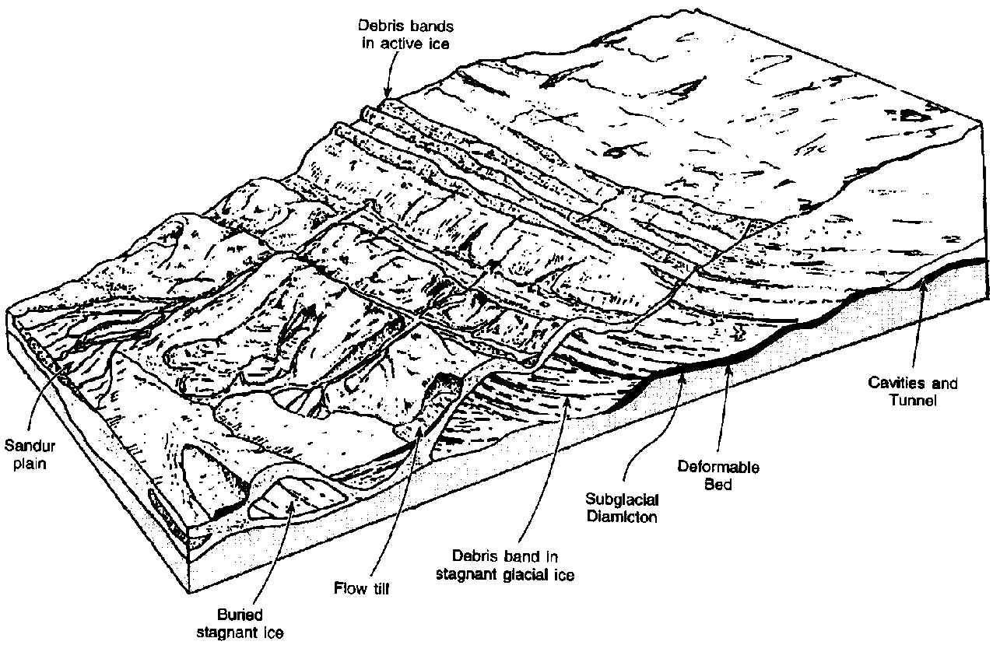 Debris bands
in active ice
Cavities and
Tunnel
Sandur
plain
Deformable
Bed
Subglacial
Diamicton
Debris band in
stagnant glacial ice
Flow till
Buried
stagnant ice